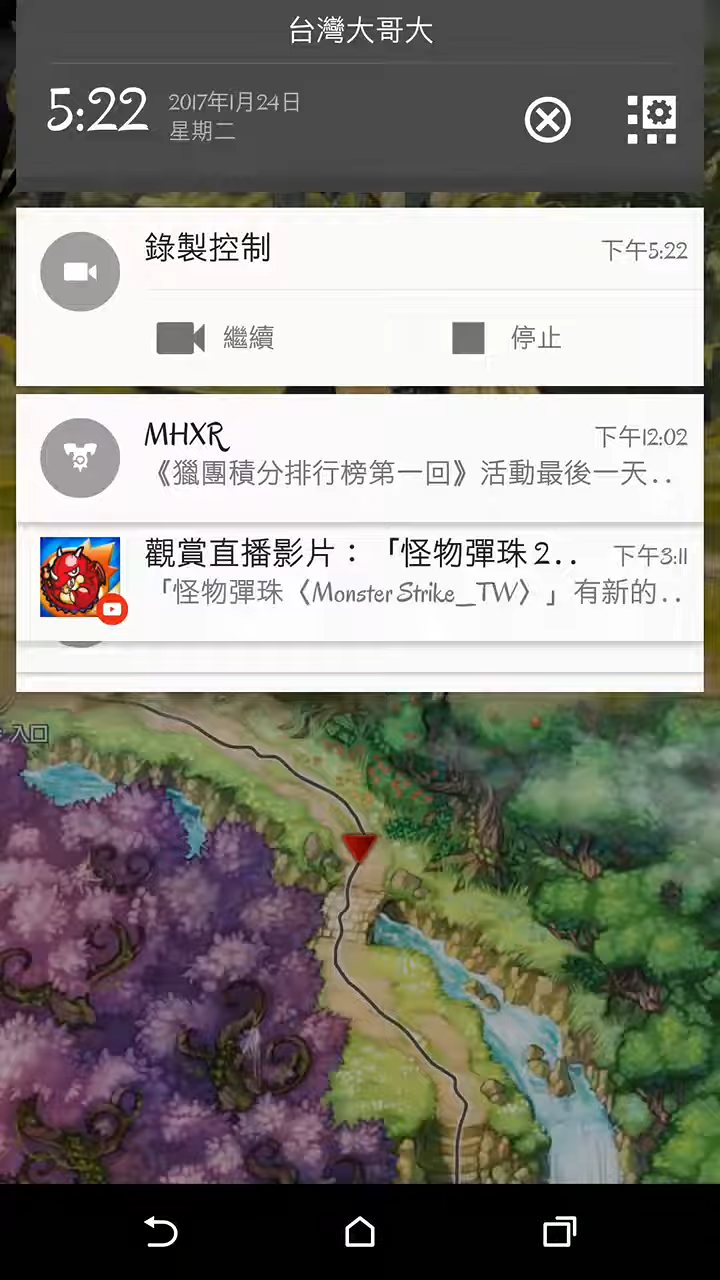 台灣大哥大
5:22
2017年1月24日
星期二
錄製控制
下午5:22
繼續
停止
MHXR
下午12:02
《獵團積分排行榜第一回》活動最後一天..
觀賞直播影片：「怪物彈珠 2..
下午3:11
「怪物彈珠〈Monster Strike_TW〉」有新的..
入口